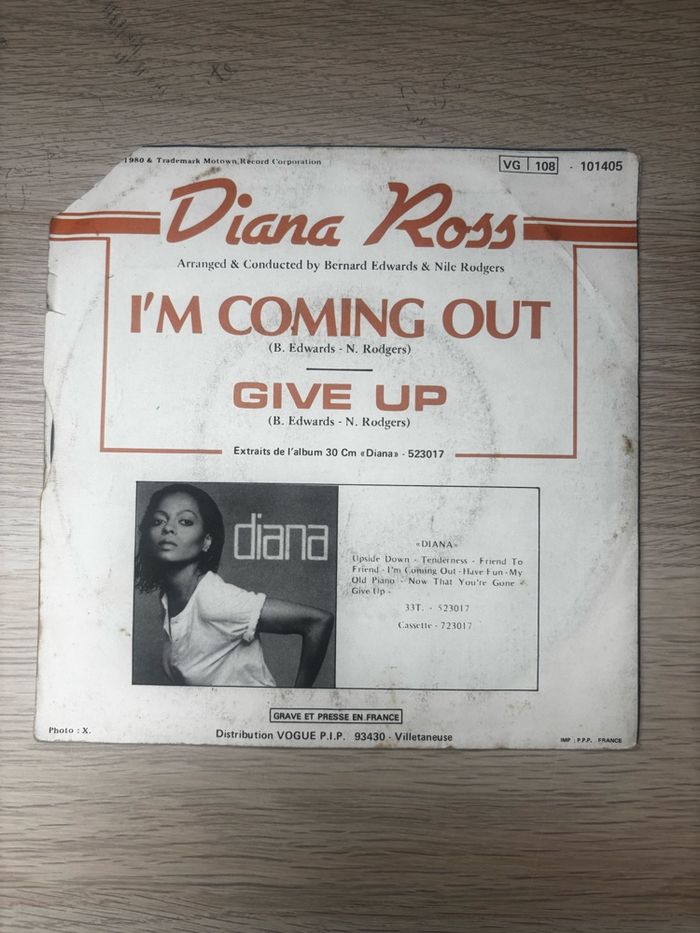 1980 & Trademark Motown Record Corporation
VG 108 - 101405
Diana Ross
Arranged & Conducted by Bernard Edwards & Nile Rodgers
I'M COMING OUT
(B. Edwards - N. Rodgers)
GIVE UP
(B. Edwards - N. Rodgers)
Extraits de l'album 30 Cm «Diana» - 523017
diana
«DIANA»
Upside Down - Tenderness - Friend To
Friend - I'm Coming Out - Have Fun - My
Old Piano - Now That You're Gone -
Give Up -
33T. - 523017
Cassette - 723017
GRAVE ET PRESSE EN FRANCE
Photo : X.
Distribution VOGUE P.I.P. 93430 - Villetaneuse
IMP : P.P.P. FRANCE